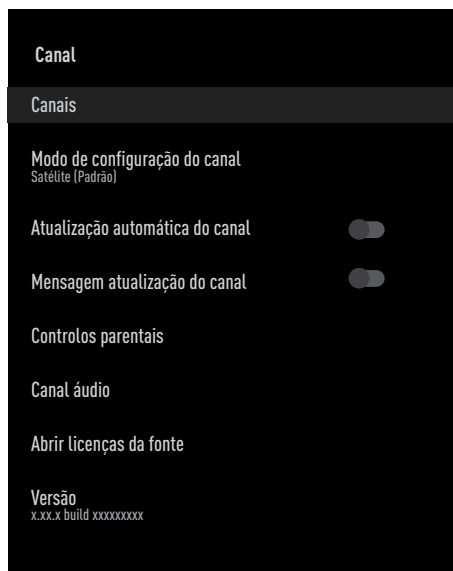 Canal
Canais
Modo de configuração do canal
Satélite (Padrão)
Atualização automática do canal
Mensagem atualização do canal
Controlos parentais
Canal áudio
Abrir licenças da fonte
Versão
x.xx.x build xxxxxxxxx